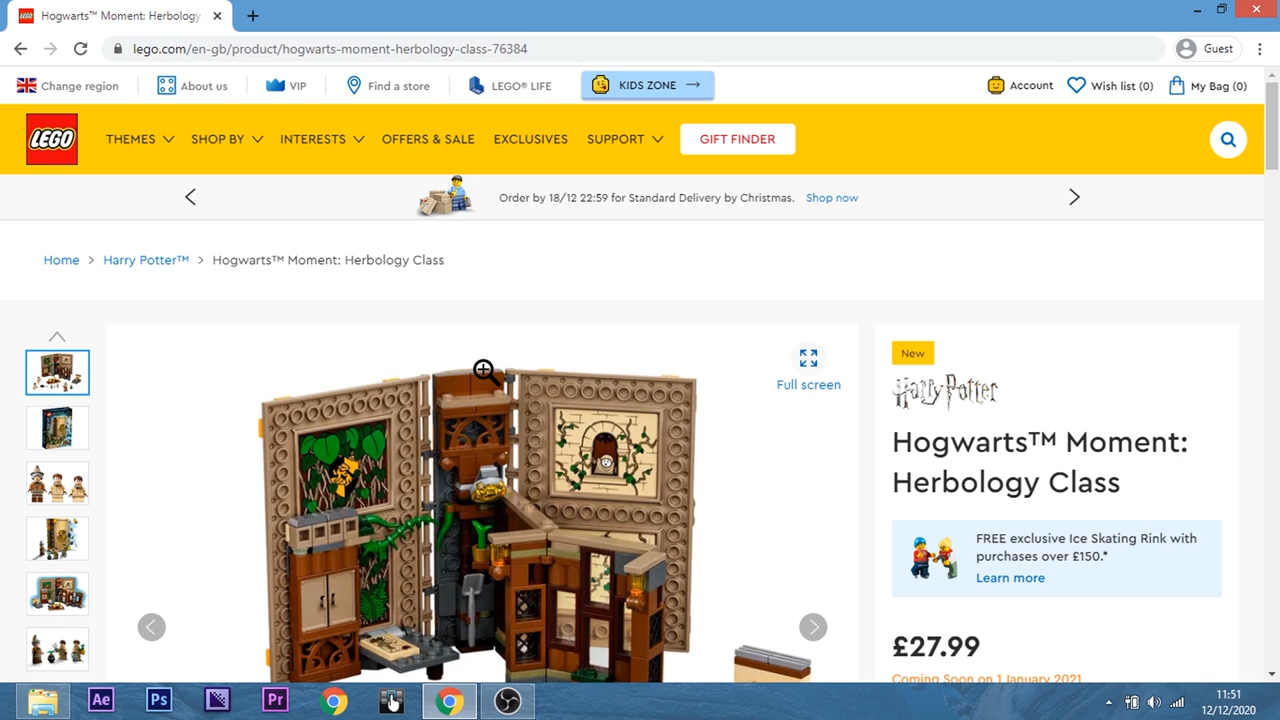 Hogwarts™ Moment: Herbology
lego.com/en-gb/product/hogwarts-moment-herbology-class-76384
Guest
Change region
About us
VIP
Find a store
LEGO® LIFE
KIDS ZONE
Account
Wish list (0)
My Bag (0)
LEGO
THEMES
SHOP BY
INTERESTS
OFFERS & SALE
EXCLUSIVES
SUPPORT
GIFT FINDER
Order by 18/12 22:59 for Standard Delivery by Christmas. Shop now
Home > Harry Potter™ > Hogwarts™ Moment: Herbology Class
Full screen
New
Harry Potter
Hogwarts™ Moment:
Herbology Class
FREE exclusive Ice Skating Rink with
purchases over £150.*
Learn more
£27.99
Coming Soon on 1 January 2021
Ae
Ps
Pr
11:51
12/12/2020